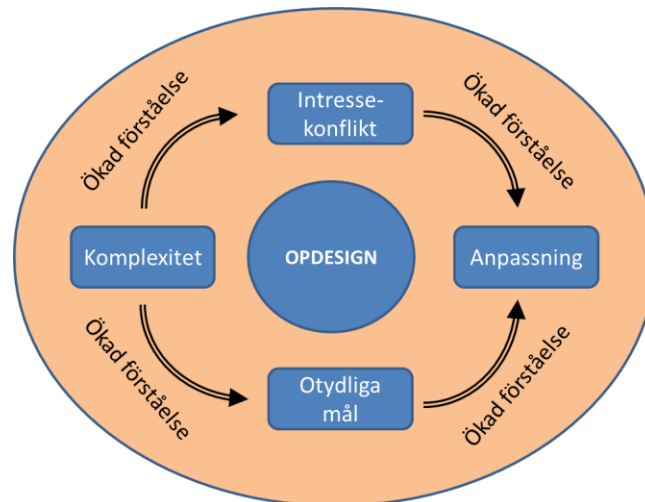 Ökad förståelse
Intresse-
konflikt
Ökad förståelse
Komplexitet
OPDESIGN
Anpassning
Ökad förståelse
Otydliga
mål
Ökad förståelse